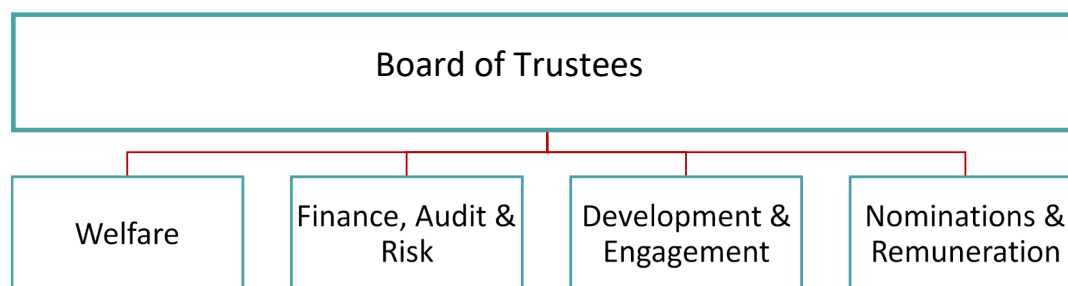 Board of Trustees
Welfare
Finance, Audit &
Risk
Development &
Engagement
Nominations &
Remuneration